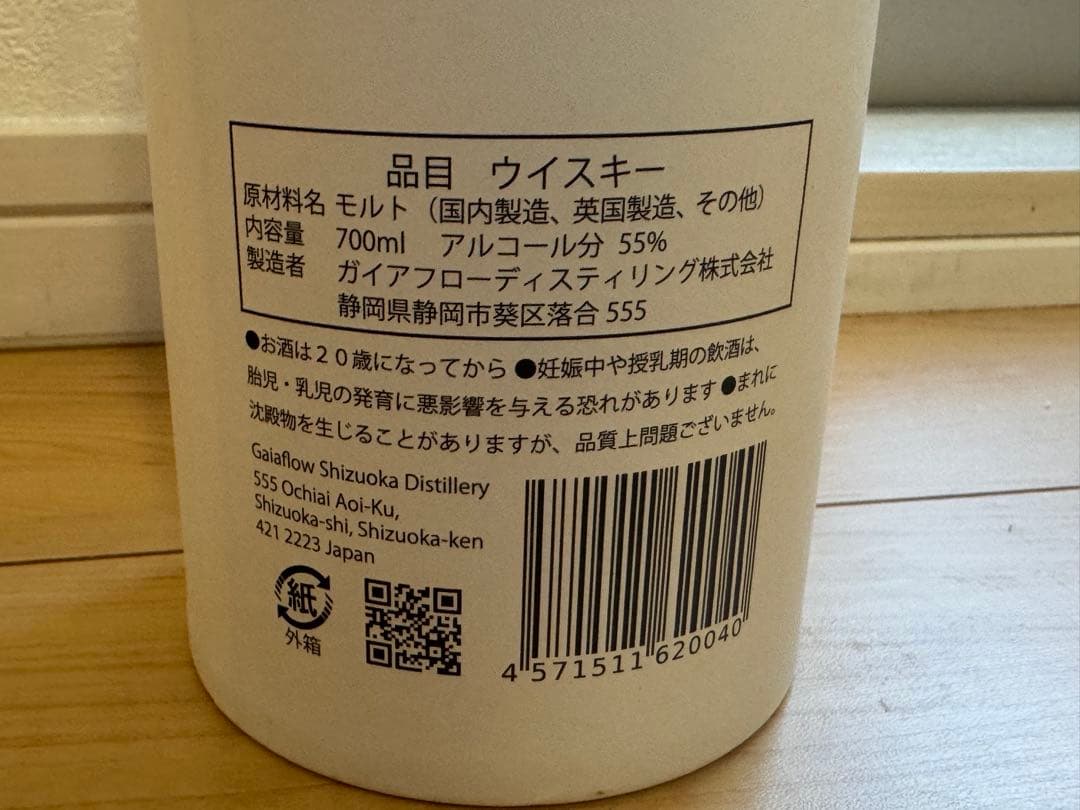 品目　ウイスキー
原材料名 モルト（国内製造、英国製造、その他）
内容量 700ml アルコール分 55%
製造者 ガイアフローディスティリング株式会社
静岡県静岡市葵区落合 555
●お酒は２０歳になってから ●妊娠中や授乳期の飲酒は、
胎児・乳児の発育に悪影響を与える恐れがあります ●まれに
沈殿物を生じることがありますが、品質上問題ございません。
Gaiaflow Shizuoka Distillery
555 Ochiai Aoi-Ku,
Shizuoka-shi, Shizuoka-ken
421 2223 Japan
紙
外箱
4 571511 620040